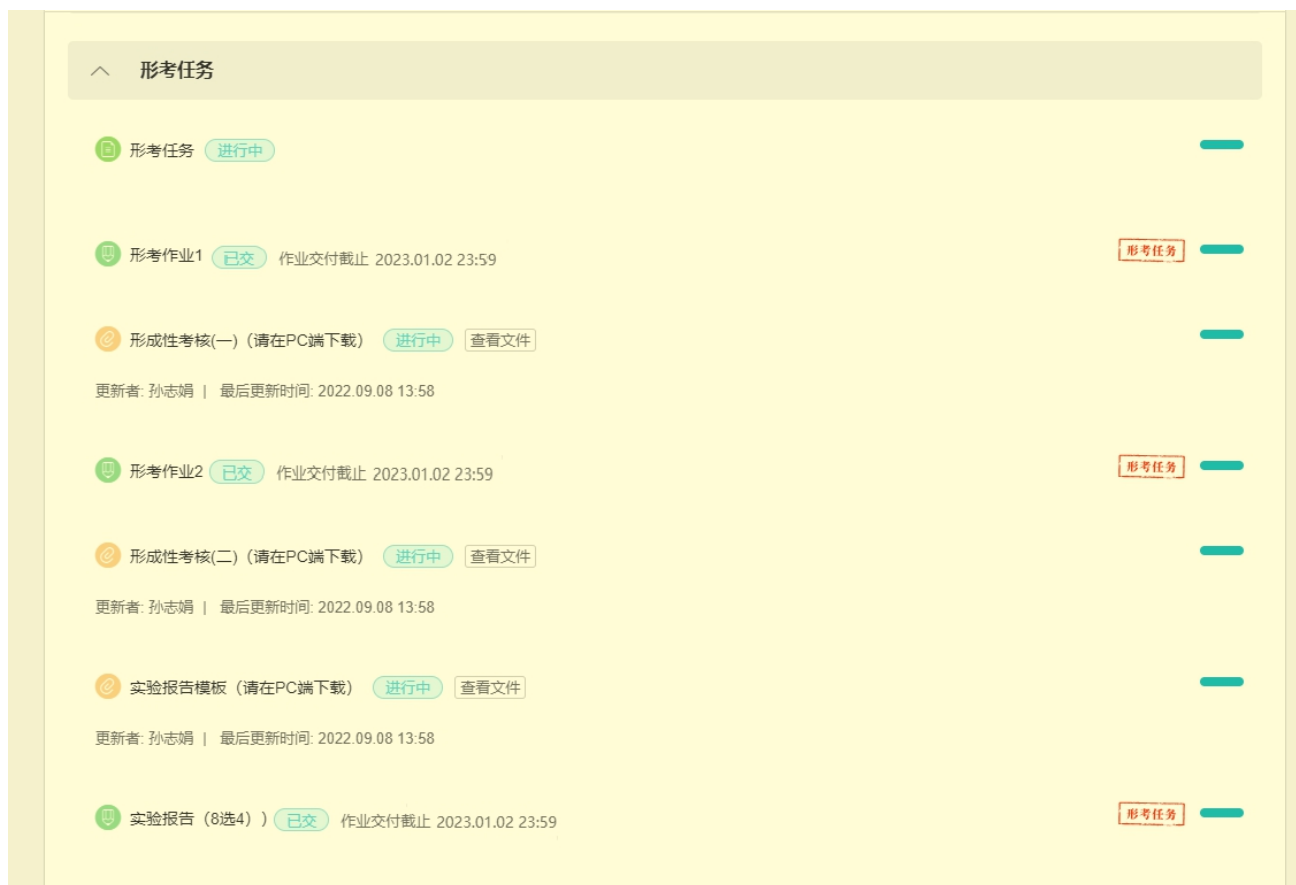 形考任务
形考任务 进行中
形考作业1 已交 作业交付截止 2023.01.02 23:59 形考任务
形成性考核(一)（请在PC端下载） 进行中 查看文件
更新者: 孙志娟 | 最后更新时间: 2022.09.08 13:58
形考作业2 已交 作业交付截止 2023.01.02 23:59 形考任务
形成性考核(二)（请在PC端下载） 进行中 查看文件
更新者: 孙志娟 | 最后更新时间: 2022.09.08 13:58
实验报告模板（请在PC端下载） 进行中 查看文件
更新者: 孙志娟 | 最后更新时间: 2022.09.08 13:58
实验报告（8选4）) 已交 作业交付截止 2023.01.02 23:59 形考任务